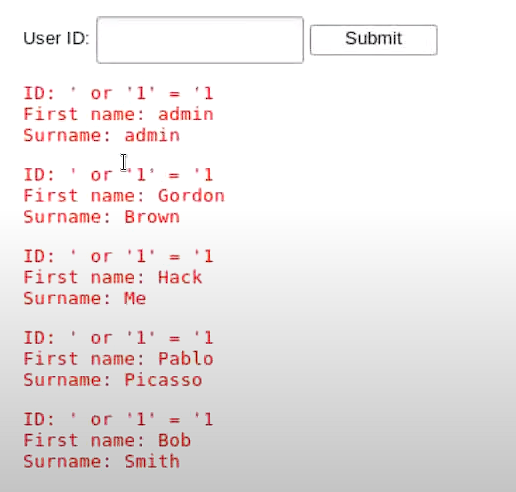 User ID: Submit
ID: ' or '1' = '1
First name: admin
Surname: admin
ID: ' or '1' = '1
First name: Gordon
Surname: Brown
ID: ' or '1' = '1
First name: Hack
Surname: Me
ID: ' or '1' = '1
First name: Pablo
Surname: Picasso
ID: ' or '1' = '1
First name: Bob
Surname: Smith